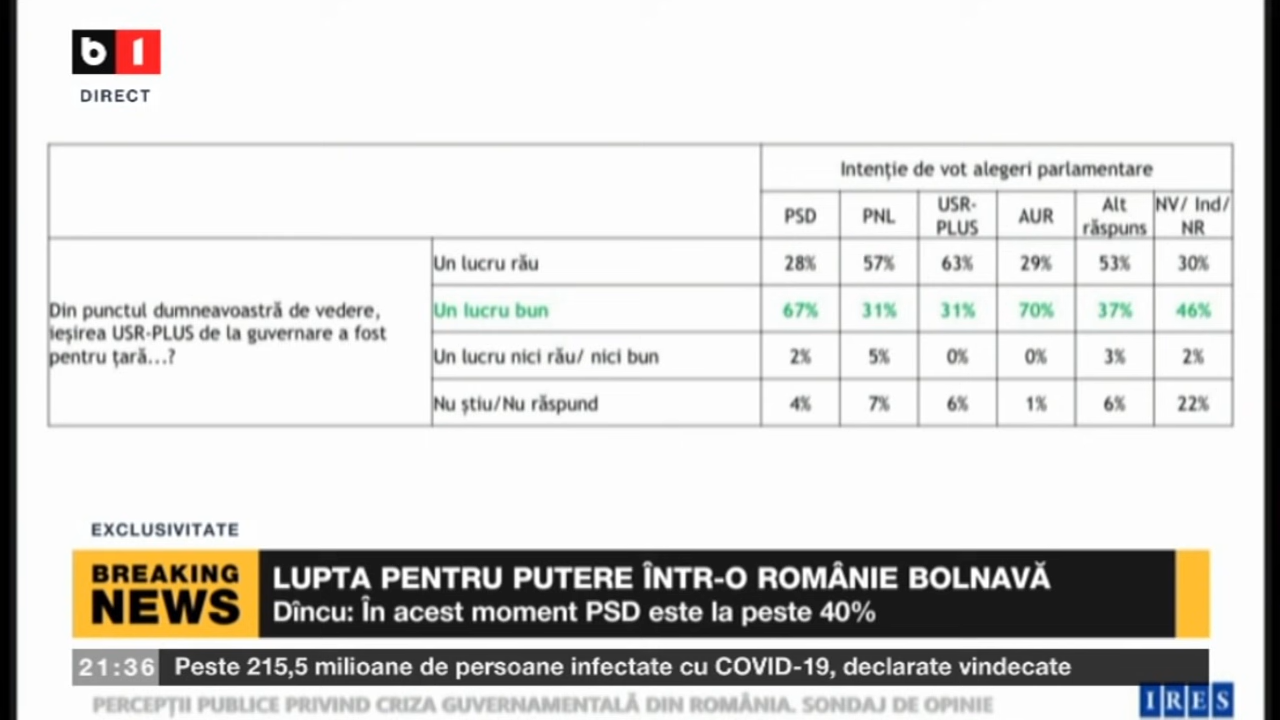 b1
DIRECT
Intenție de vot alegeri parlamentare
PSD PNL USR-PLUS AUR Alt răspuns NV/ Ind/ NR
Un lucru rău 28% 57% 63% 29% 53% 30%
Din punctul dumneavoastră de vedere,
ieșirea USR-PLUS de la guvernare a fost
pentru țară...?
Un lucru bun 67% 31% 31% 70% 37% 46%
Un lucru nici rău/ nici bun 2% 5% 0% 0% 3% 2%
Nu știu/Nu răspund 4% 7% 6% 1% 6% 22%
EXCLUSIVITATE
BREAKING
NEWS
LUPTA PENTRU PUTERE ÎNTR-O ROMÂNIE BOLNAVĂ
Dîncu: În acest moment PSD este la peste 40%
21:36 Peste 215,5 milioane de persoane infectate cu COVID-19, declarate vindecate
PERCEPȚII PUBLICE PRIVIND CRIZA GUVERNAMENTALĂ DIN ROMÂNIA. SONDAJ DE OPINIE
IRES